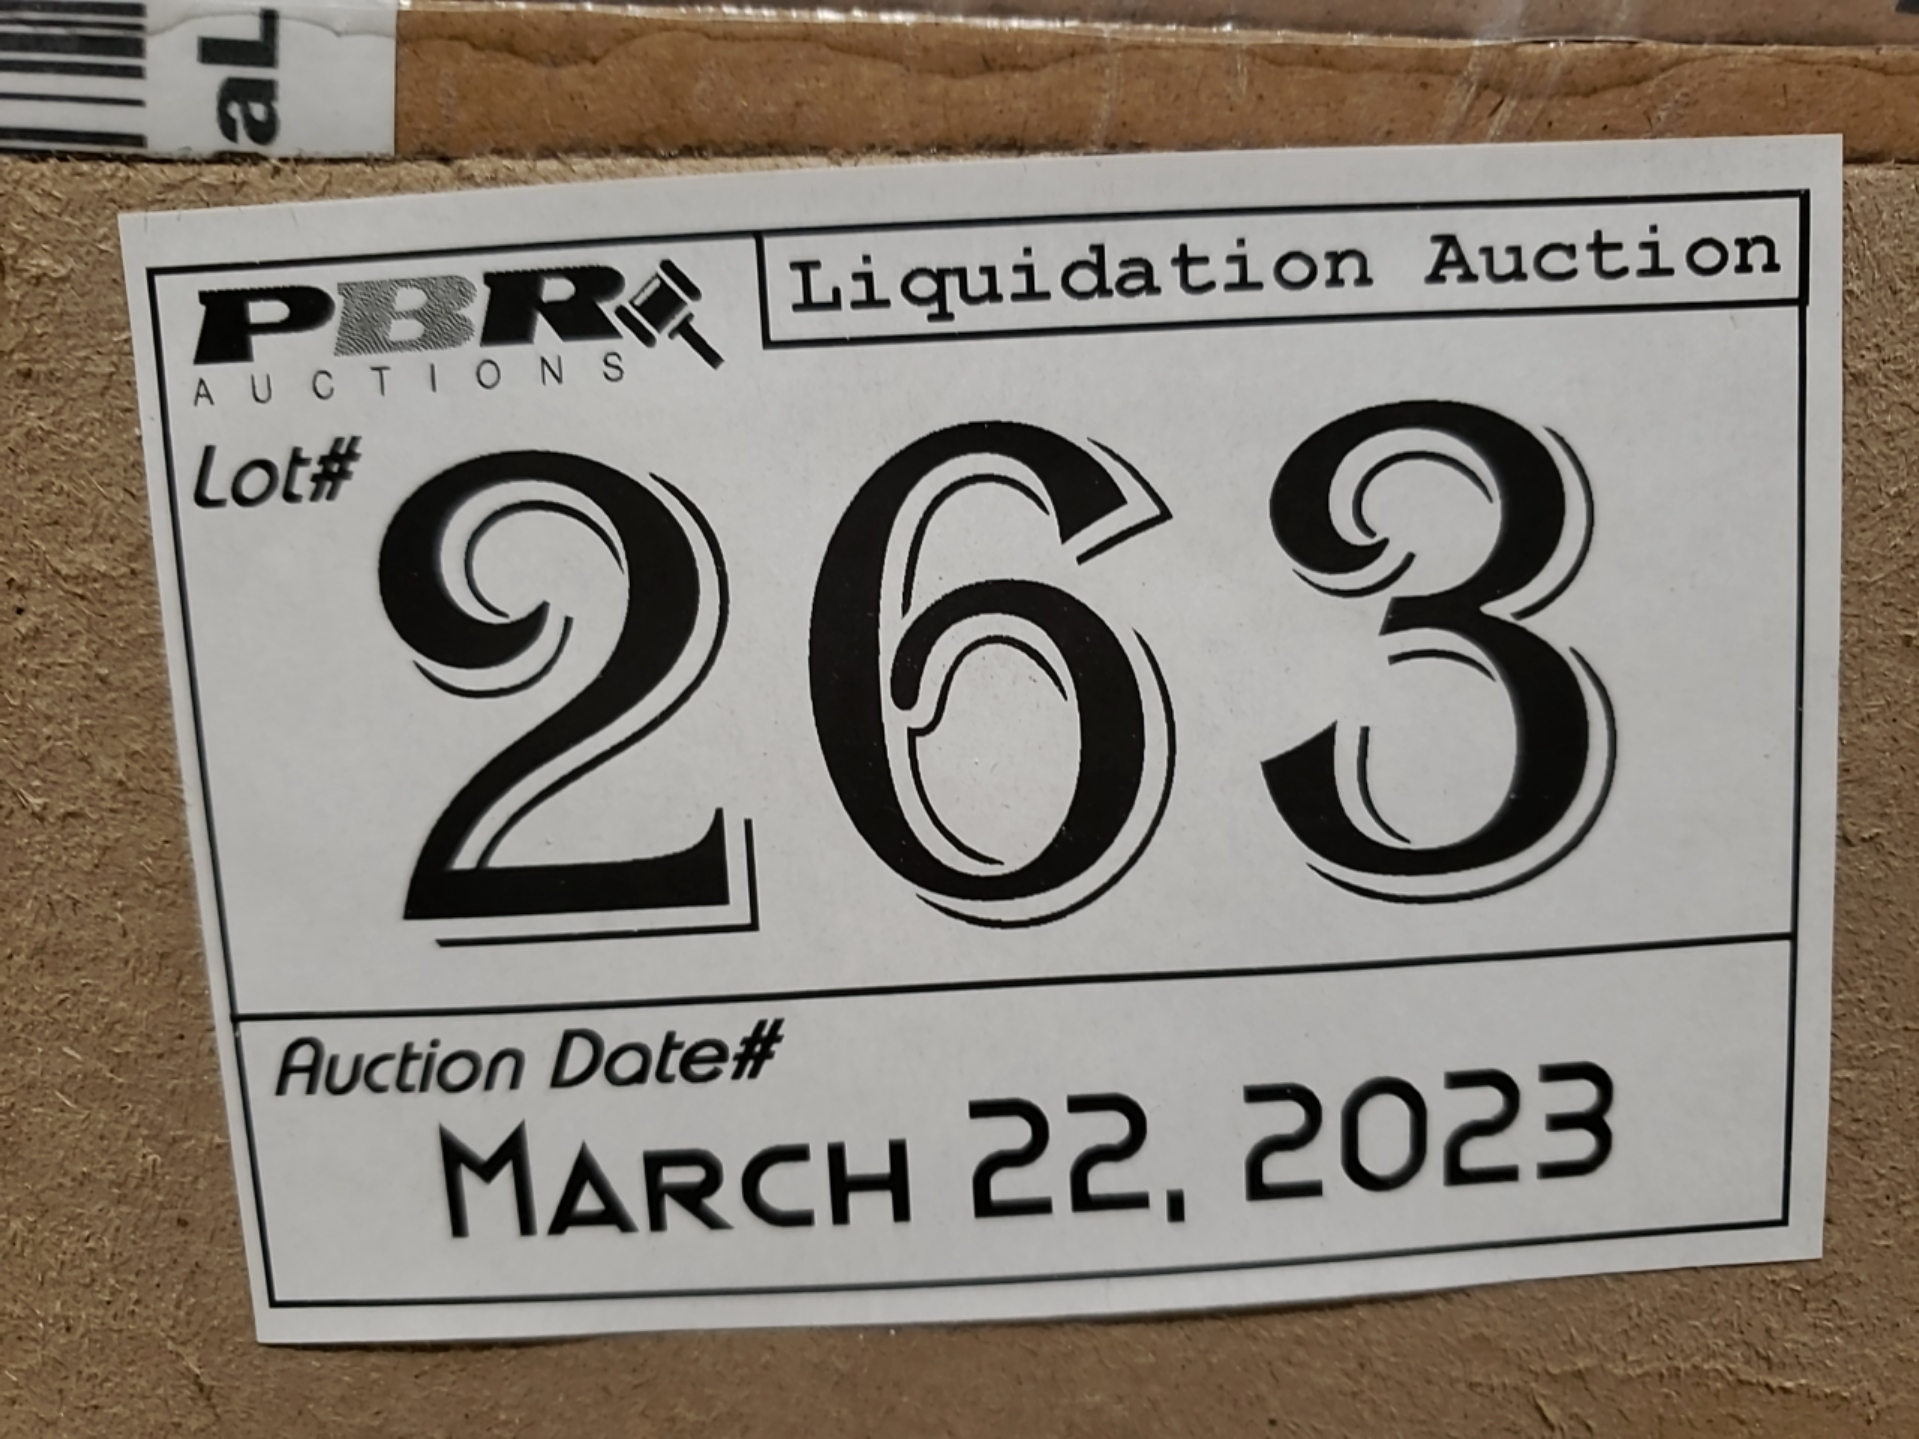 aL
PBR
AUCTIONS
Liquidation Auction
Lot#
263
Auction Date#
MARCH 22, 2023